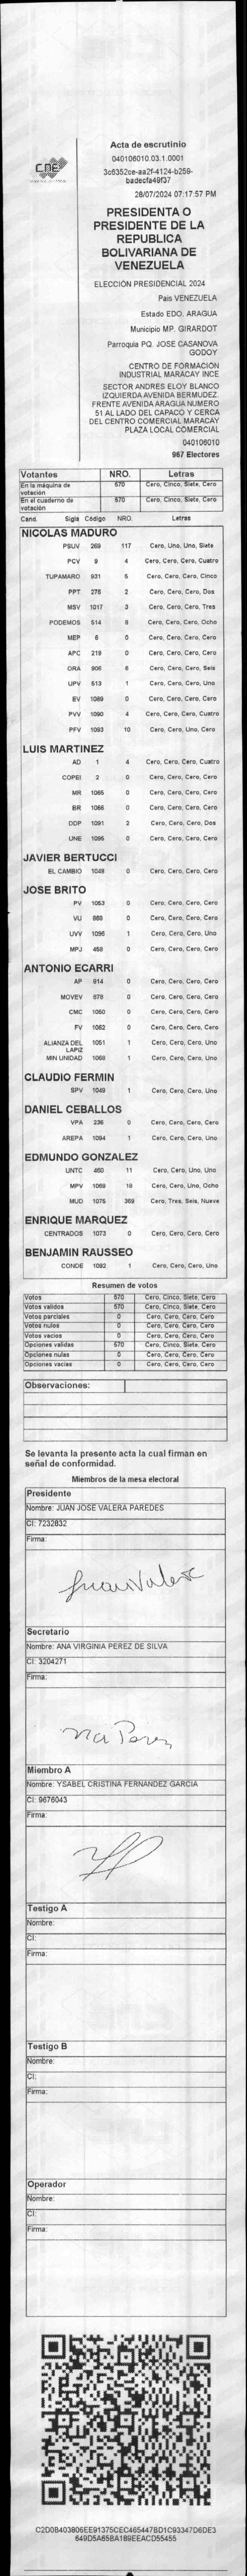 CNE
Acta de escrutinio
040106010.03.1.0001
3c6352ce-aa2f-4124-b259-
badecfa49f37
28/07/2024 07:17:57 PM
PRESIDENTA O
PRESIDENTE DE LA
REPUBLICA
BOLIVARIANA DE
VENEZUELA
ELECCIÓN PRESIDENCIAL 2024
Pais VENEZUELA
Estado EDO. ARAGUA
Municipio MP. GIRARDOT
Parroquia PQ. JOSE CASANOVA
GODOY
CENTRO DE FORMACION
INDUSTRIAL MARACAY INCE
SECTOR ANDRES ELOY BLANCO
IZQUIERDA AVENIDA BERMUDEZ.
FRENTE AVENIDA ARAGUA NUMERO
51 AL LADO DEL CAPACO Y CERCA
DEL CENTRO COMERCIAL MARACAY
PLAZA LOCAL COMERCIAL
040106010
967 Electores
Votantes NRO. Letras
En la máquina de votación 570 Cero, Cinco, Siete, Cero
En el cuaderno de votación 570 Cero, Cinco, Siete, Cero
Cand. Sigla Código NRO. Letras
NICOLAS MADURO
PSUV 269 117 Cero, Uno, Uno, Siete
PCV 9 4 Cero, Cero, Cero, Cuatro
TUPAMARO 931 5 Cero, Cero, Cero, Cinco
PPT 276 2 Cero, Cero, Cero, Dos
MSV 1017 3 Cero, Cero, Cero, Tres
PODEMOS 514 8 Cero, Cero, Cero, Ocho
MEP 6 0 Cero, Cero, Cero, Cero
APC 219 0 Cero, Cero, Cero, Cero
ORA 906 6 Cero, Cero, Cero, Seis
UPV 513 1 Cero, Cero, Cero, Uno
EV 1089 0 Cero, Cero, Cero, Cero
PVV 1090 4 Cero, Cero, Cero, Cuatro
PFV 1093 10 Cero, Cero, Uno, Cero
LUIS MARTINEZ
AD 1 4 Cero, Cero, Cero, Cuatro
COPEI 2 0 Cero, Cero, Cero, Cero
MR 1065 0 Cero, Cero, Cero, Cero
BR 1066 0 Cero, Cero, Cero, Cero
DDP 1091 2 Cero, Cero, Cero, Dos
UNE 1095 0 Cero, Cero, Cero, Cero
JAVIER BERTUCCI
EL CAMBIO 1048 0 Cero, Cero, Cero, Cero
JOSE BRITO
PV 1053 0 Cero, Cero, Cero, Cero
VU 868 0 Cero, Cero, Cero, Cero
UVV 1096 1 Cero, Cero, Cero, Uno
MPJ 458 0 Cero, Cero, Cero, Cero
ANTONIO ECARRI
AP 814 0 Cero, Cero, Cero, Cero
MOVEV 878 0 Cero, Cero, Cero, Cero
CMC 1050 0 Cero, Cero, Cero, Cero
FV 1062 0 Cero, Cero, Cero, Cero
ALIANZA DEL LAPIZ 1051 1 Cero, Cero, Cero, Uno
MIN UNIDAD 1068 1 Cero, Cero, Cero, Uno
CLAUDIO FERMIN
SPV 1049 1 Cero, Cero, Cero, Uno
DANIEL CEBALLOS
VPA 236 0 Cero, Cero, Cero, Cero
AREPA 1094 1 Cero, Cero, Cero, Uno
EDMUNDO GONZALEZ
UNTC 460 11 Cero, Cero, Uno, Uno
MPV 1069 18 Cero, Cero, Uno, Ocho
MUD 1075 369 Cero, Tres, Seis, Nueve
ENRIQUE MARQUEZ
CENTRADOS 1073 0 Cero, Cero, Cero, Cero
BENJAMIN RAUSSEO
CONDE 1092 1 Cero, Cero, Cero, Uno
Resumen de votos
Votos 570 Cero, Cinco, Siete, Cero
Votos validos 570 Cero, Cinco, Siete, Cero
Votos parciales 0 Cero, Cero, Cero, Cero
Votos nulos 0 Cero, Cero, Cero, Cero
Votos vacios 0 Cero, Cero, Cero, Cero
Opciones validas 570 Cero, Cinco, Siete, Cero
Opciones nulas 0 Cero, Cero, Cero, Cero
Opciones vacias 0 Cero, Cero, Cero, Cero
Observaciones:
Se levanta la presente acta la cual firman en
señal de conformidad.
Miembros de la mesa electoral
Presidente
Nombre: JUAN JOSE VALERA PAREDES
CI: 7232832
Firma:
Juan Valera
Secretario
Nombre: ANA VIRGINIA PEREZ DE SILVA
CI: 3204271
Firma:
Miembro A
Nombre: YSABEL CRISTINA FERNANDEZ GARCIA
CI: 9676043
Firma:
Testigo A
Nombre:
CI:
Firma:
Testigo B
Nombre:
CI:
Firma:
Operador
Nombre:
CI:
Firma:
C2D0B403806EE91375CEC465447BD1C93347D6DE3
649D5A65BA189EEACD55455